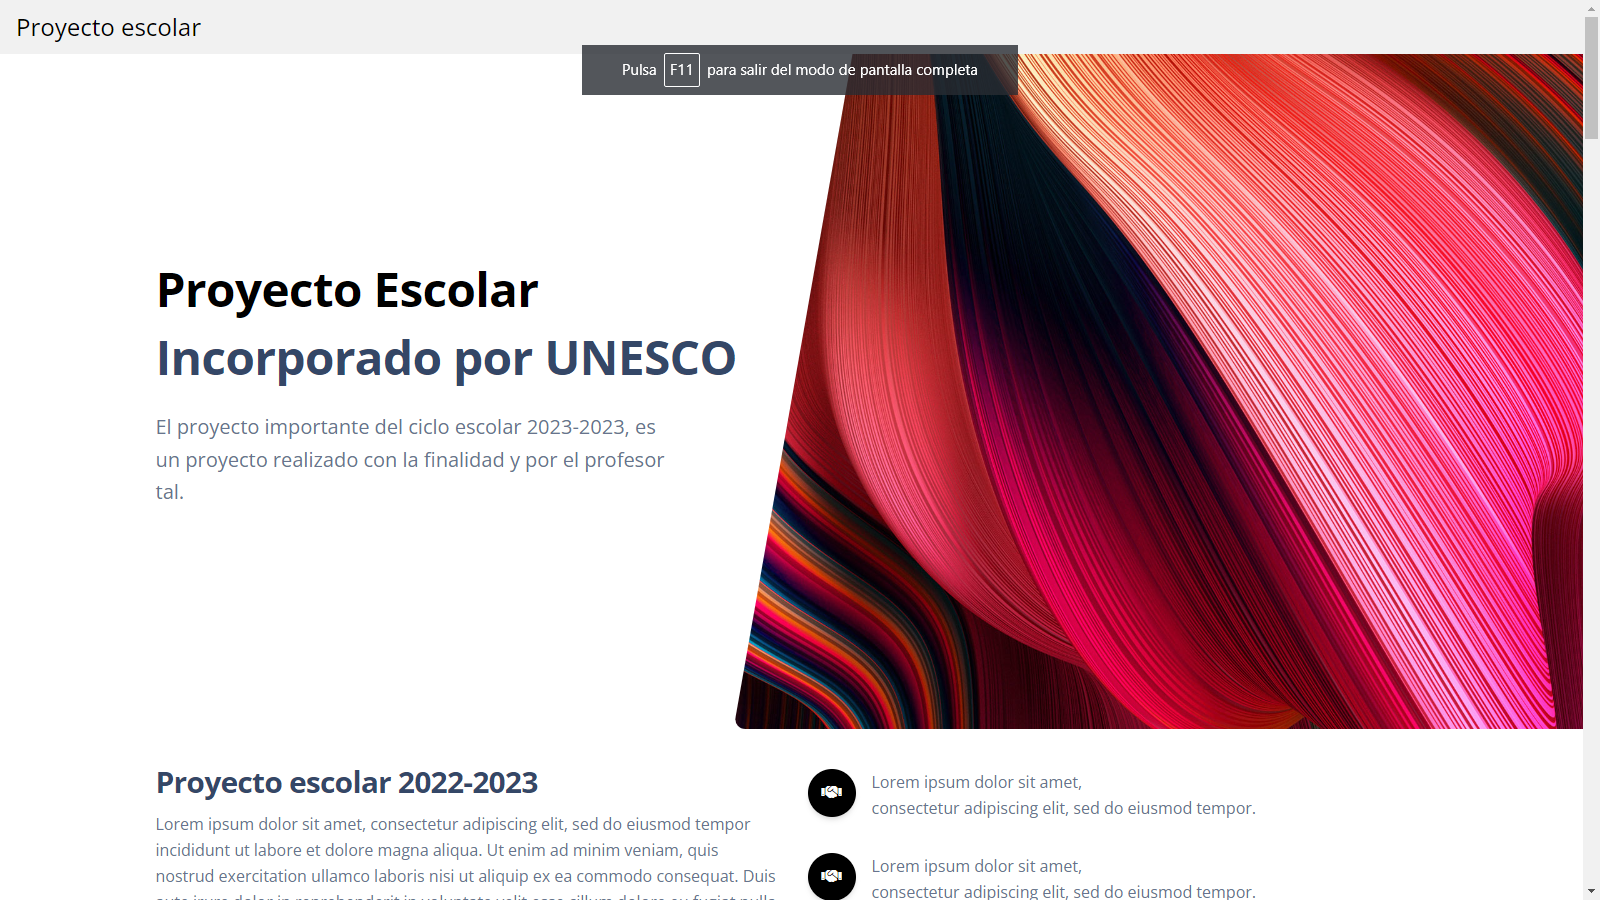 Proyecto escolar
Pulsa F11 para salir del modo de pantalla completa
Proyecto Escolar
Incorporado por UNESCO
El proyecto importante del ciclo escolar 2023-2023, es
un proyecto realizado con la finalidad y por el profesor
tal.
Proyecto escolar 2022-2023
Lorem ipsum dolor sit amet, consectetur adipiscing elit, sed do eiusmod tempor
incididunt ut labore et dolore magna aliqua. Ut enim ad minim veniam, quis
nostrud exercitation ullamco laboris nisi ut aliquip ex ea commodo consequat. Duis
Lorem ipsum dolor sit amet,
consectetur adipiscing elit, sed do eiusmod tempor.
Lorem ipsum dolor sit amet,
consectetur adipiscing elit, sed do eiusmod tempor.